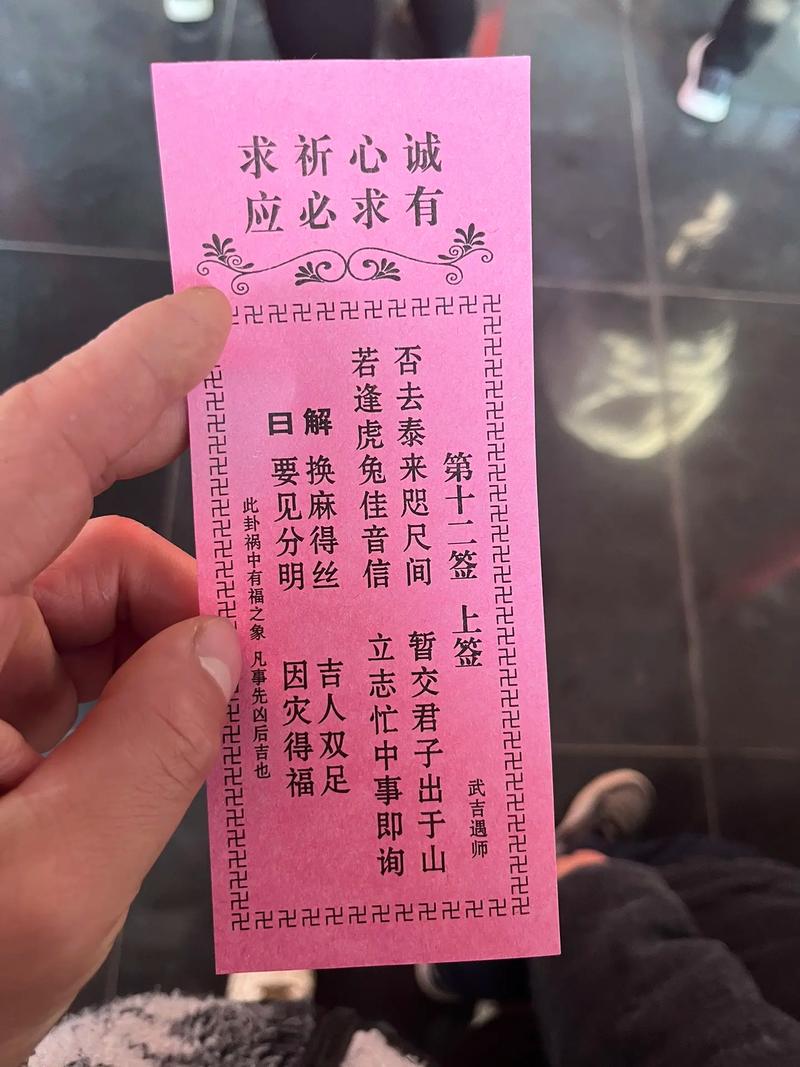 诚心祈求
有求必应
第十二签 上签 武吉遇师
否去泰来咫尺间 暂交君子出于山
若逢虎兔佳音信 立志忙中事即询
解曰
换麻得丝 吉人双足
要见分明 因灾得福
此卦祸中有福之象 凡事先凶后吉也